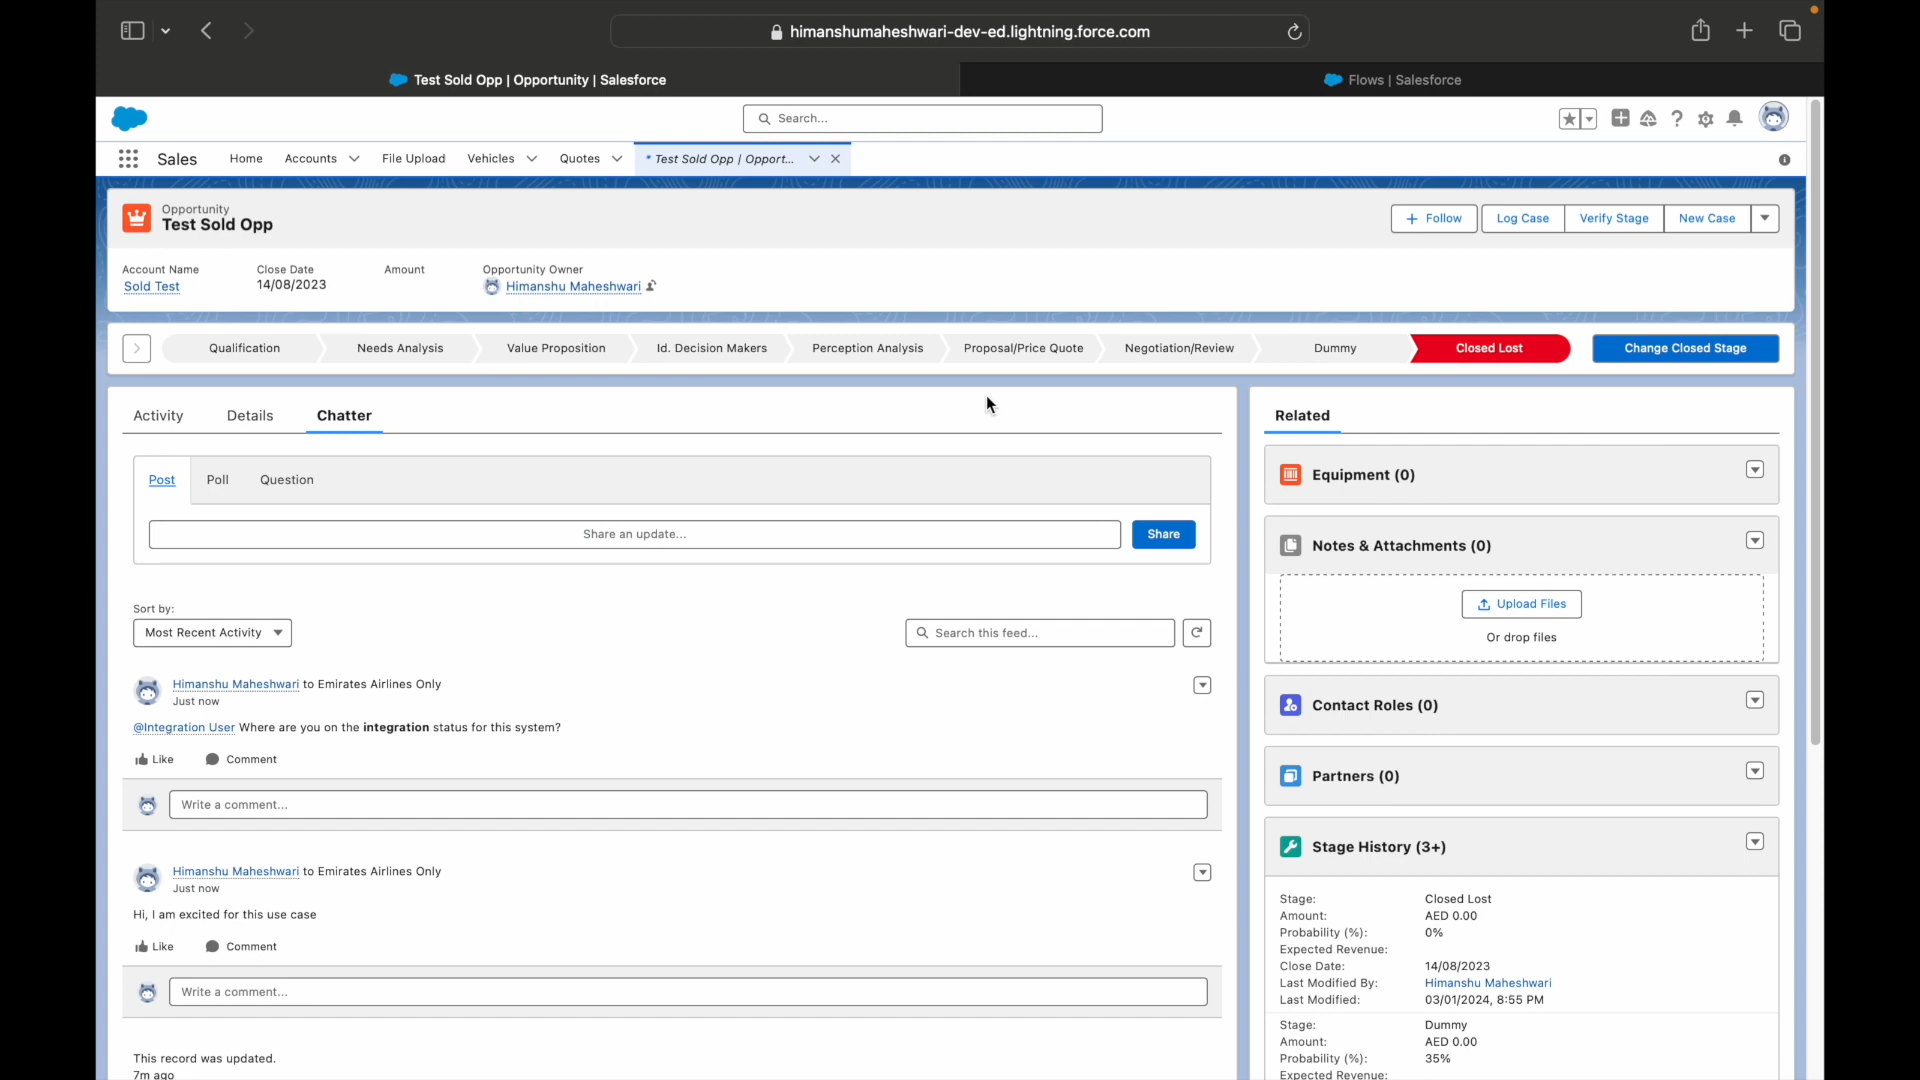 himanshumaheshwari-dev-ed.lightning.force.com
Test Sold Opp | Opportunity | Salesforce
Flows | Salesforce
Search...
Sales
Home
Accounts
File Upload
Vehicles
Quotes
* Test Sold Opp | Opport...
Opportunity
Test Sold Opp
Follow
Log Case
Verify Stage
New Case
Account Name
Close Date
Amount
Opportunity Owner
Sold Test
14/08/2023
Himanshu Maheshwari
Qualification
Needs Analysis
Value Proposition
Id. Decision Makers
Perception Analysis
Proposal/Price Quote
Negotiation/Review
Dummy
Closed Lost
Change Closed Stage
Activity
Details
Chatter
Post
Poll
Question
Share an update...
Share
Sort by:
Most Recent Activity
Search this feed...
Himanshu Maheshwari to Emirates Airlines Only
Just now
@Integration User Where are you on the integration status for this system?
Like
Comment
Write a comment...
Himanshu Maheshwari to Emirates Airlines Only
Just now
Hi, I am excited for this use case
Like
Comment
Write a comment...
This record was updated.
7m ago
Related
Equipment (0)
Notes & Attachments (0)
Upload Files
Or drop files
Contact Roles (0)
Partners (0)
Stage History (3+)
Stage: Closed Lost
Amount: AED 0.00
Probability (%): 0%
Expected Revenue:
Close Date: 14/08/2023
Last Modified By: Himanshu Maheshwari
Last Modified: 03/01/2024, 8:55 PM
Stage: Dummy
Amount: AED 0.00
Probability (%): 35%
Expected Revenue: